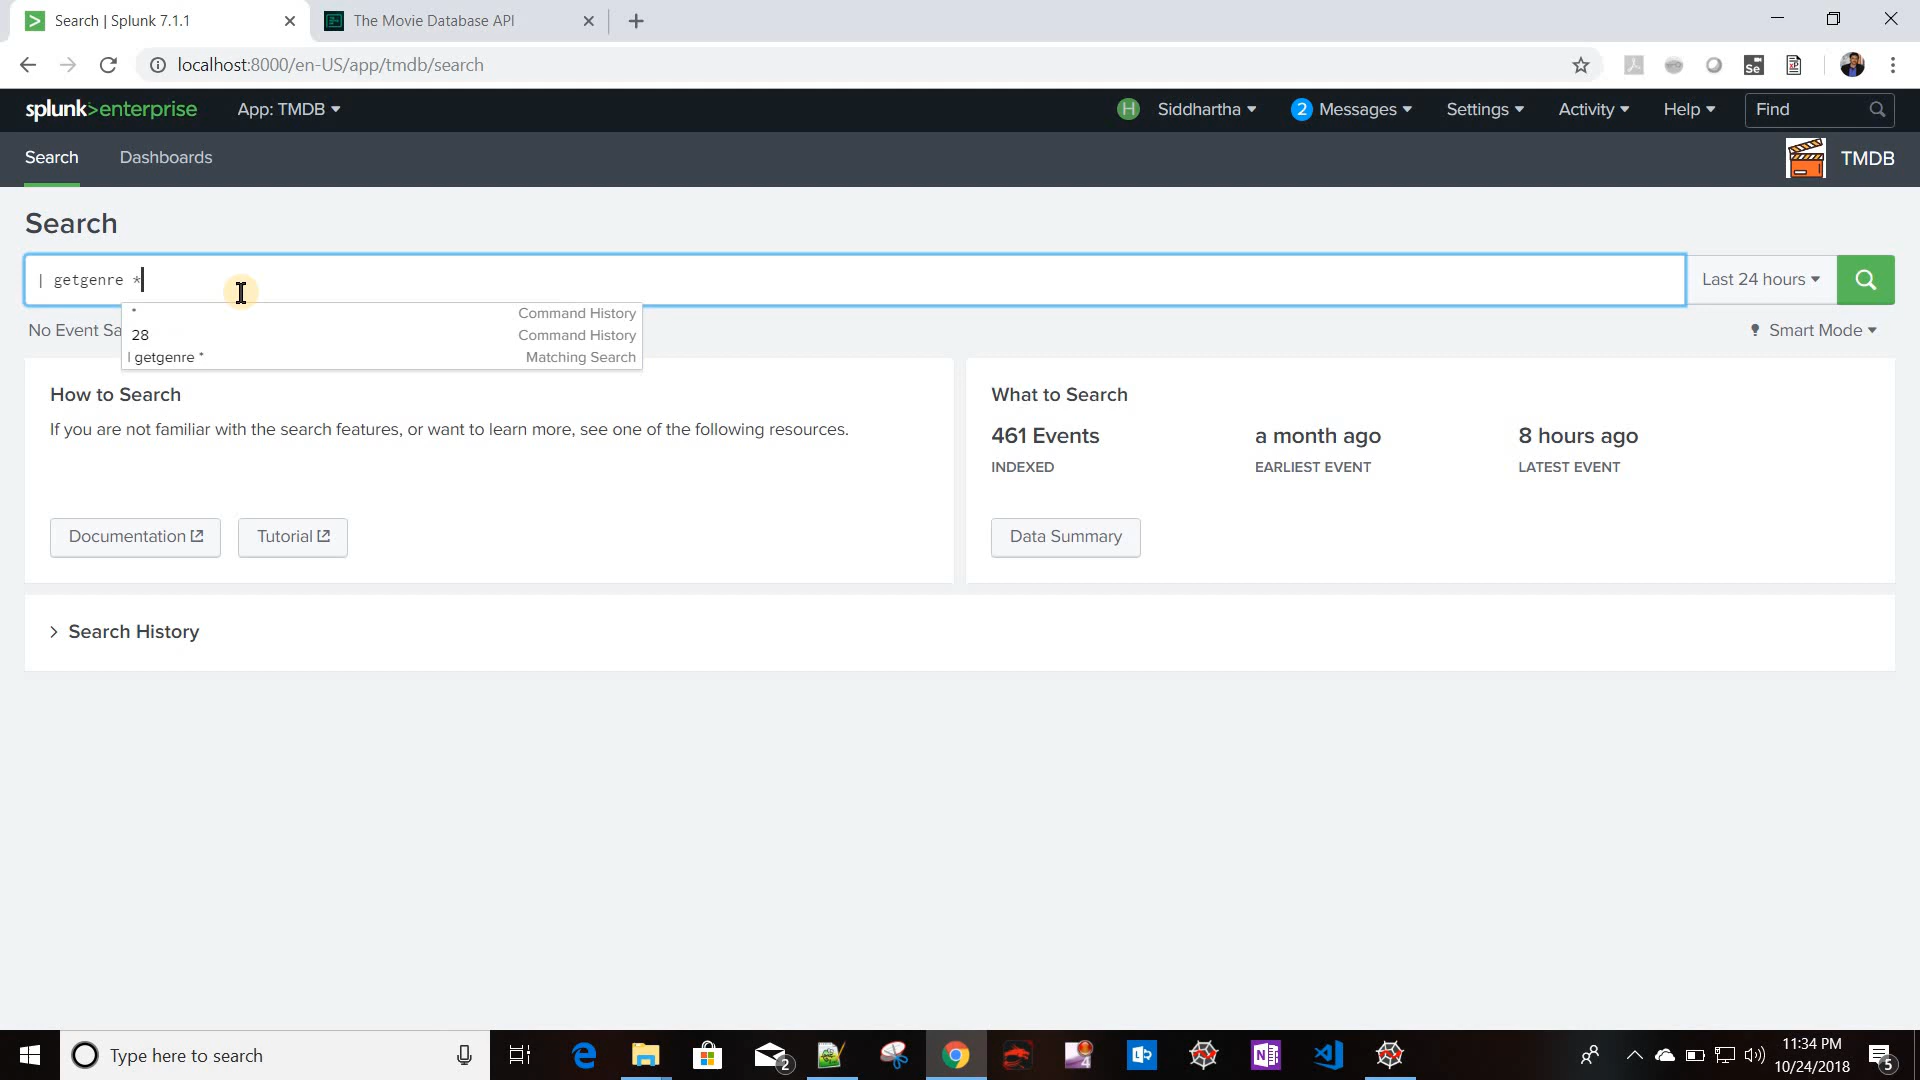 Search | Splunk 7.1.1
The Movie Database API
localhost:8000/en-US/app/tmdb/search
Se
splunk>enterprise
App: TMDB
H
Siddhartha
2
Messages
Settings
Activity
Help
Find
Search
Dashboards
TMDB
Search
| getgenre *
Last 24 hours
* Command History
28 Command History
| getgenre * Matching Search
No Event Sa
Smart Mode
How to Search
If you are not familiar with the search features, or want to learn more, see one of the following resources.
Documentation
Tutorial
What to Search
461 Events
INDEXED
a month ago
EARLIEST EVENT
8 hours ago
LATEST EVENT
Data Summary
> Search History
Type here to search
2
4
N
11:34 PM
10/24/2018
5